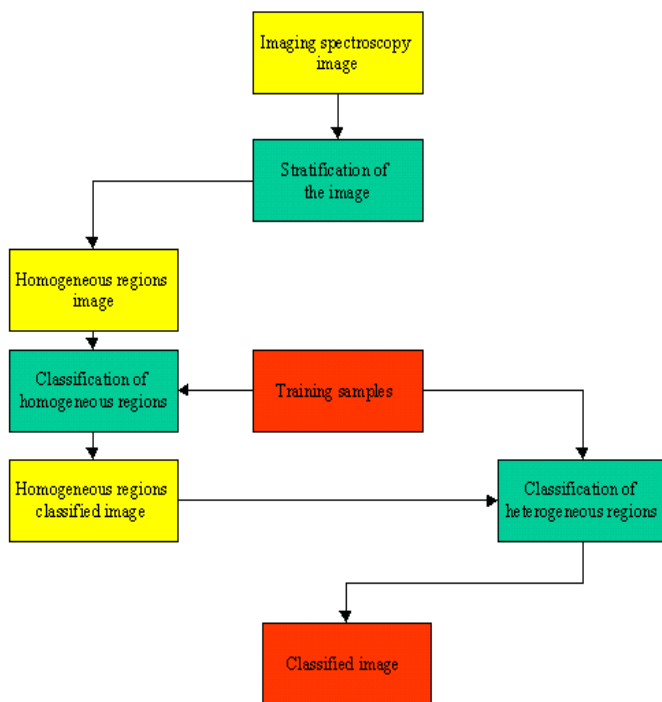 Imaging spectroscopy
image
Stratification of
the image
Homogeneous regions
image
Classification of
homogeneous regions
Training samples
Homogeneous regions
classified image
Classification of
heterogeneous regions
Classified image